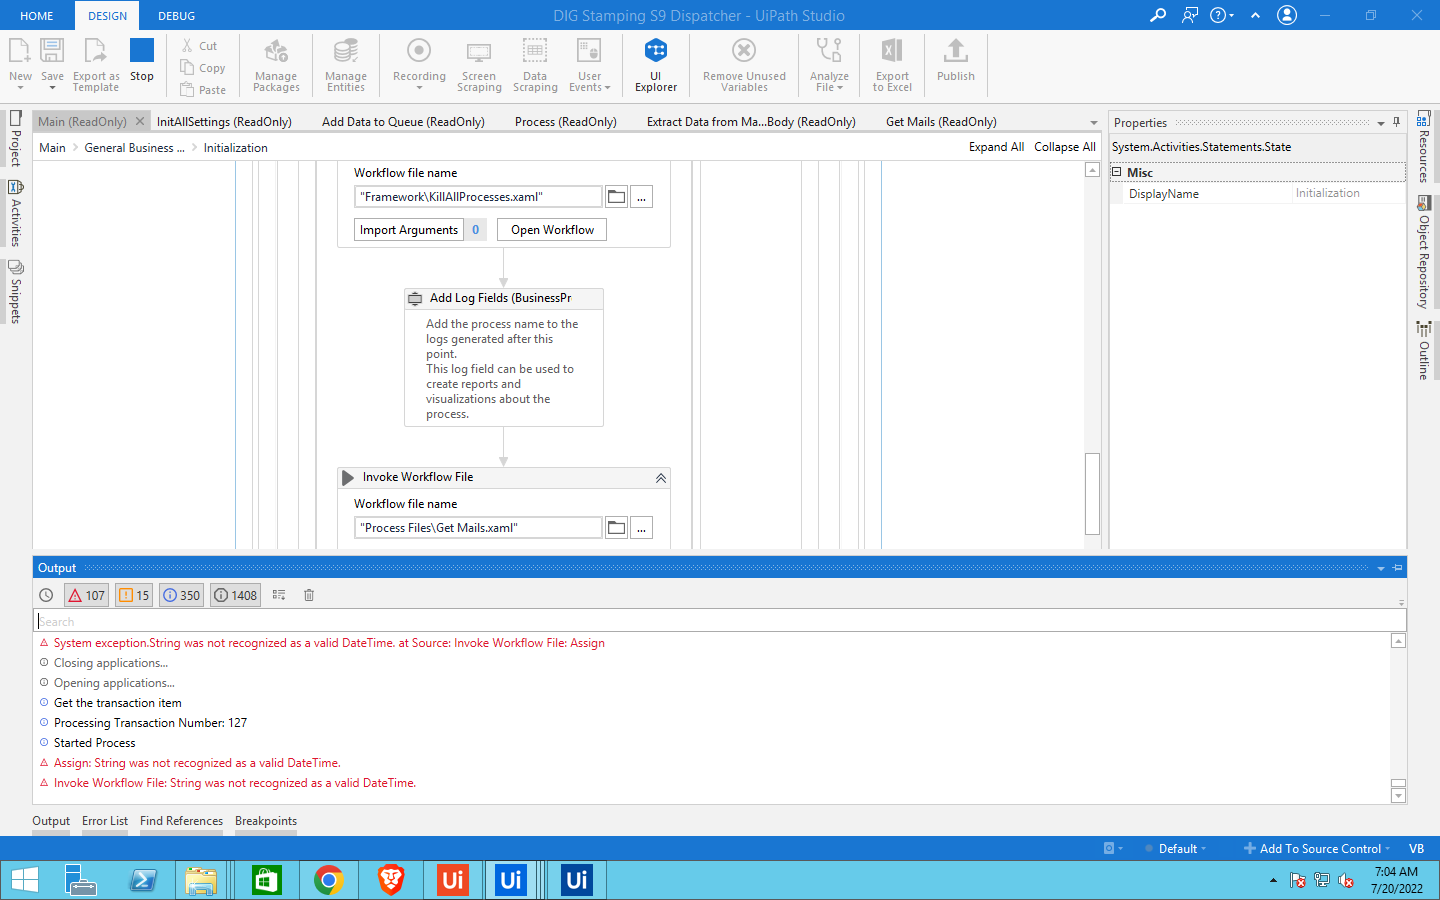 HOME
DESIGN
DEBUG
DIG Stamping S9 Dispatcher - UiPath Studio
New
Save
Export as Template
Stop
Cut
Copy
Paste
Manage Packages
Manage Entities
Recording
Screen Scraping
Data Scraping
User Events
UI Explorer
Remove Unused Variables
Analyze File
Export to Excel
Publish
Main (ReadOnly)
InitAllSettings (ReadOnly)
Add Data to Queue (ReadOnly)
Process (ReadOnly)
Extract Data from Ma...Body (ReadOnly)
Get Mails (ReadOnly)
Main
General Business ...
Initialization
Expand All
Collapse All
Project
Activities
Snippets
Workflow file name
"Framework\KillAllProcesses.xaml"
...
Import Arguments
0
Open Workflow
Add Log Fields (BusinessPr
Add the process name to the
logs generated after this
point.
This log field can be used to
create reports and
visualizations about the
process.
Invoke Workflow File
Workflow file name
"Process Files\Get Mails.xaml"
...
Properties
System.Activities.Statements.State
Misc
DisplayName
Initialization
Resources
Object Repository
Outline
Output
107
15
350
1408
Search
System exception.String was not recognized as a valid DateTime. at Source: Invoke Workflow File: Assign
Closing applications...
Opening applications...
Get the transaction item
Processing Transaction Number: 127
Started Process
Assign: String was not recognized as a valid DateTime.
Invoke Workflow File: String was not recognized as a valid DateTime.
Output
Error List
Find References
Breakpoints
Default
Add To Source Control
VB
Ui
Ui
Ui
7:04 AM
7/20/2022